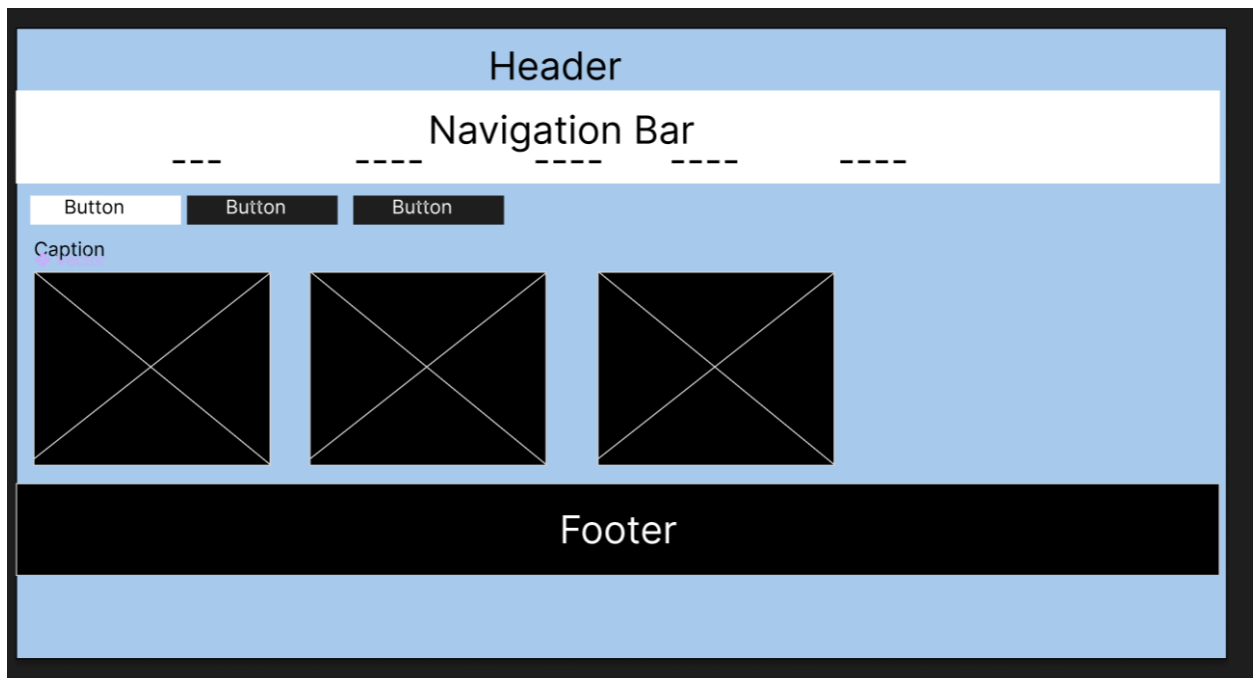 Header
Navigation Bar
--- ---- ---- ---- ----
Button Button Button
Caption
Footer